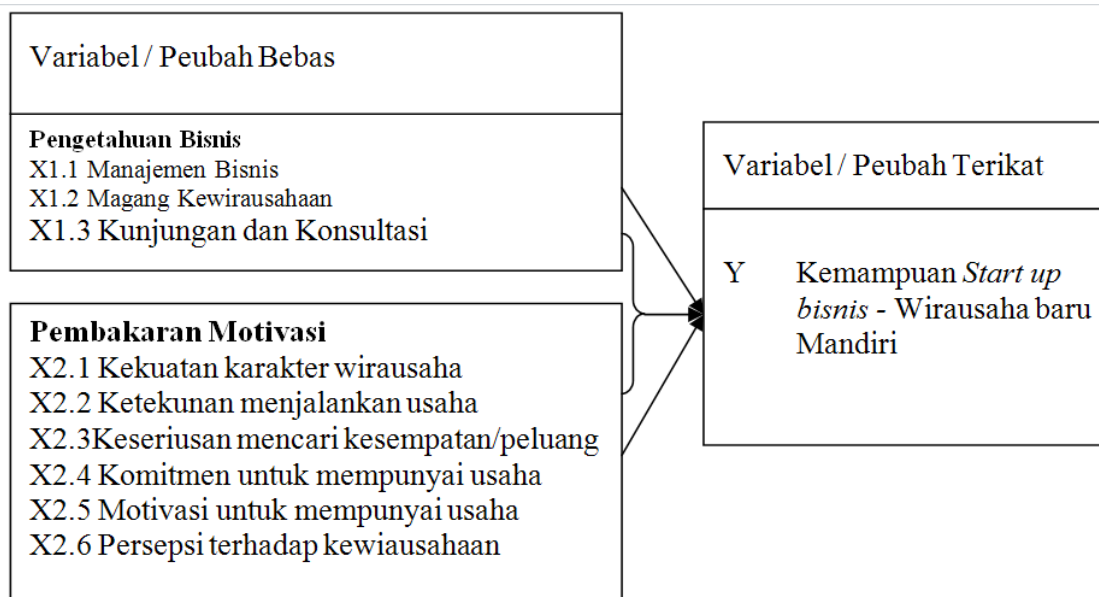 Variabel / Peubah Bebas
Pengetahuan Bisnis
X1.1 Manajemen Bisnis
X1.2 Magang Kewirausahaan
X1.3 Kunjungan dan Konsultasi
Pembakaran Motivasi
X2.1 Kekuatan karakter wirausaha
X2.2 Ketekunan menjalankan usaha
X2.3Keseriusan mencari kesempatan/peluang
X2.4 Komitmen untuk mempunyai usaha
X2.5 Motivasi untuk mempunyai usaha
X2.6 Persepsi terhadap kewiausahaan
Variabel / Peubah Terikat
Y Kemampuan Start up
bisnis - Wirausaha baru
Mandiri